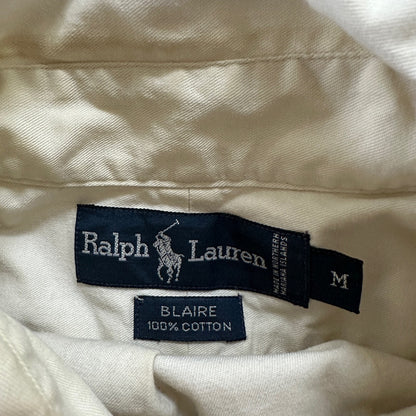 Ralph Lauren
MADE IN NORTHERN
MARIANA ISLANDS
M
BLAIRE
100% COTTON